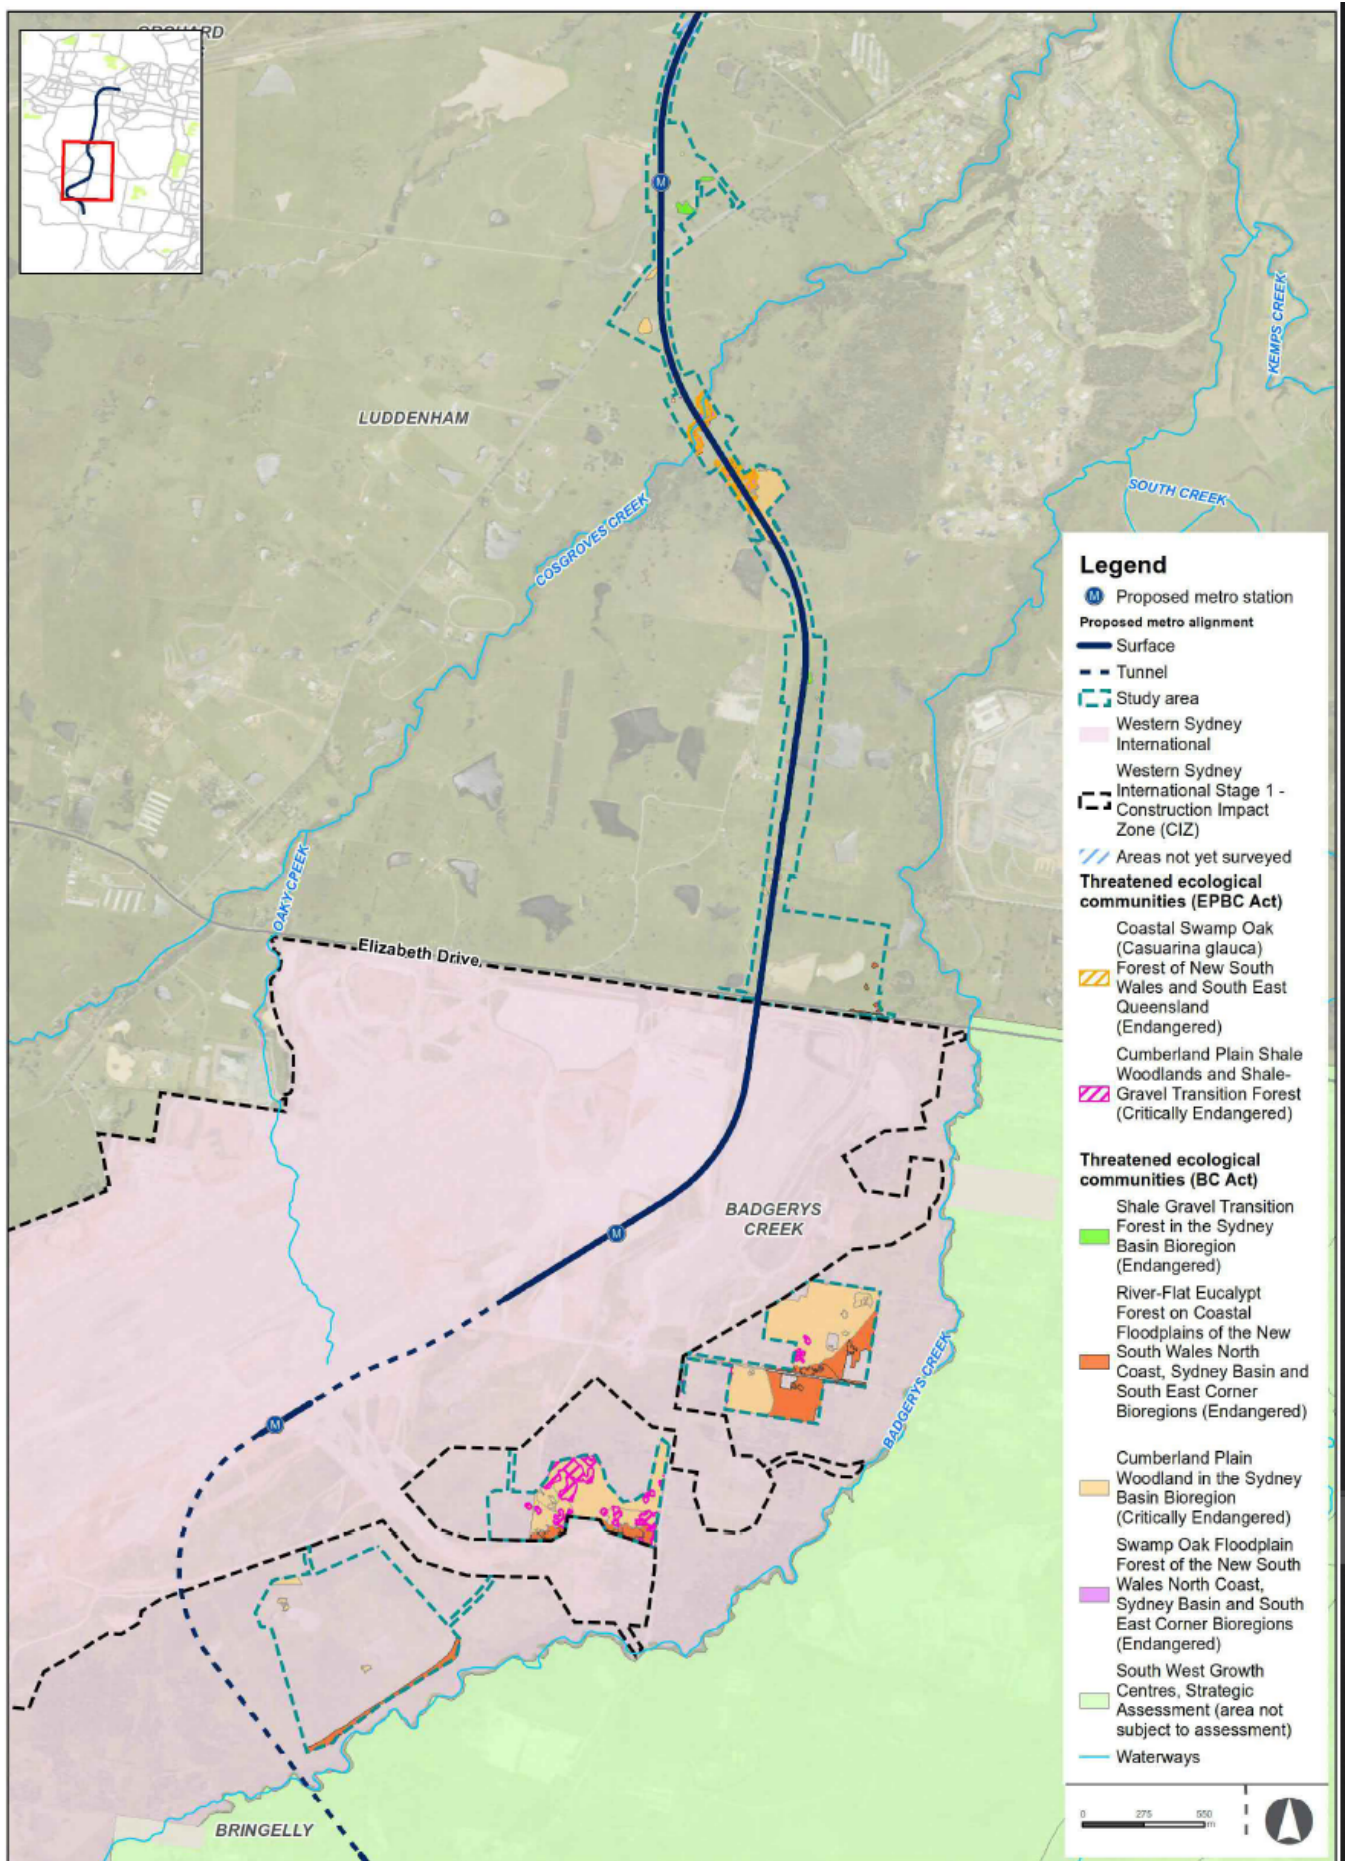 ORCHARD
LUDDENHAM
COSGROVES CREEK
KEMPS CREEK
SOUTH CREEK
OAKY CREEK
Elizabeth Drive
BADGERYS
CREEK
BADGERYS CREEK
BRINGELLY
M
M
M
Legend
M Proposed metro station
Proposed metro alignment
Surface
Tunnel
Study area
Western Sydney
International
Western Sydney
International Stage 1 -
Construction Impact
Zone (CIZ)
Areas not yet surveyed
Threatened ecological
communities (EPBC Act)
Coastal Swamp Oak
(Casuarina glauca)
Forest of New South
Wales and South East
Queensland
(Endangered)
Cumberland Plain Shale
Woodlands and Shale-
Gravel Transition Forest
(Critically Endangered)
Threatened ecological
communities (BC Act)
Shale Gravel Transition
Forest in the Sydney
Basin Bioregion
(Endangered)
River-Flat Eucalypt
Forest on Coastal
Floodplains of the New
South Wales North
Coast, Sydney Basin and
South East Corner
Bioregions (Endangered)
Cumberland Plain
Woodland in the Sydney
Basin Bioregion
(Critically Endangered)
Swamp Oak Floodplain
Forest of the New South
Wales North Coast,
Sydney Basin and South
East Corner Bioregions
(Endangered)
South West Growth
Centres, Strategic
Assessment (area not
subject to assessment)
Waterways
0 275 550
m